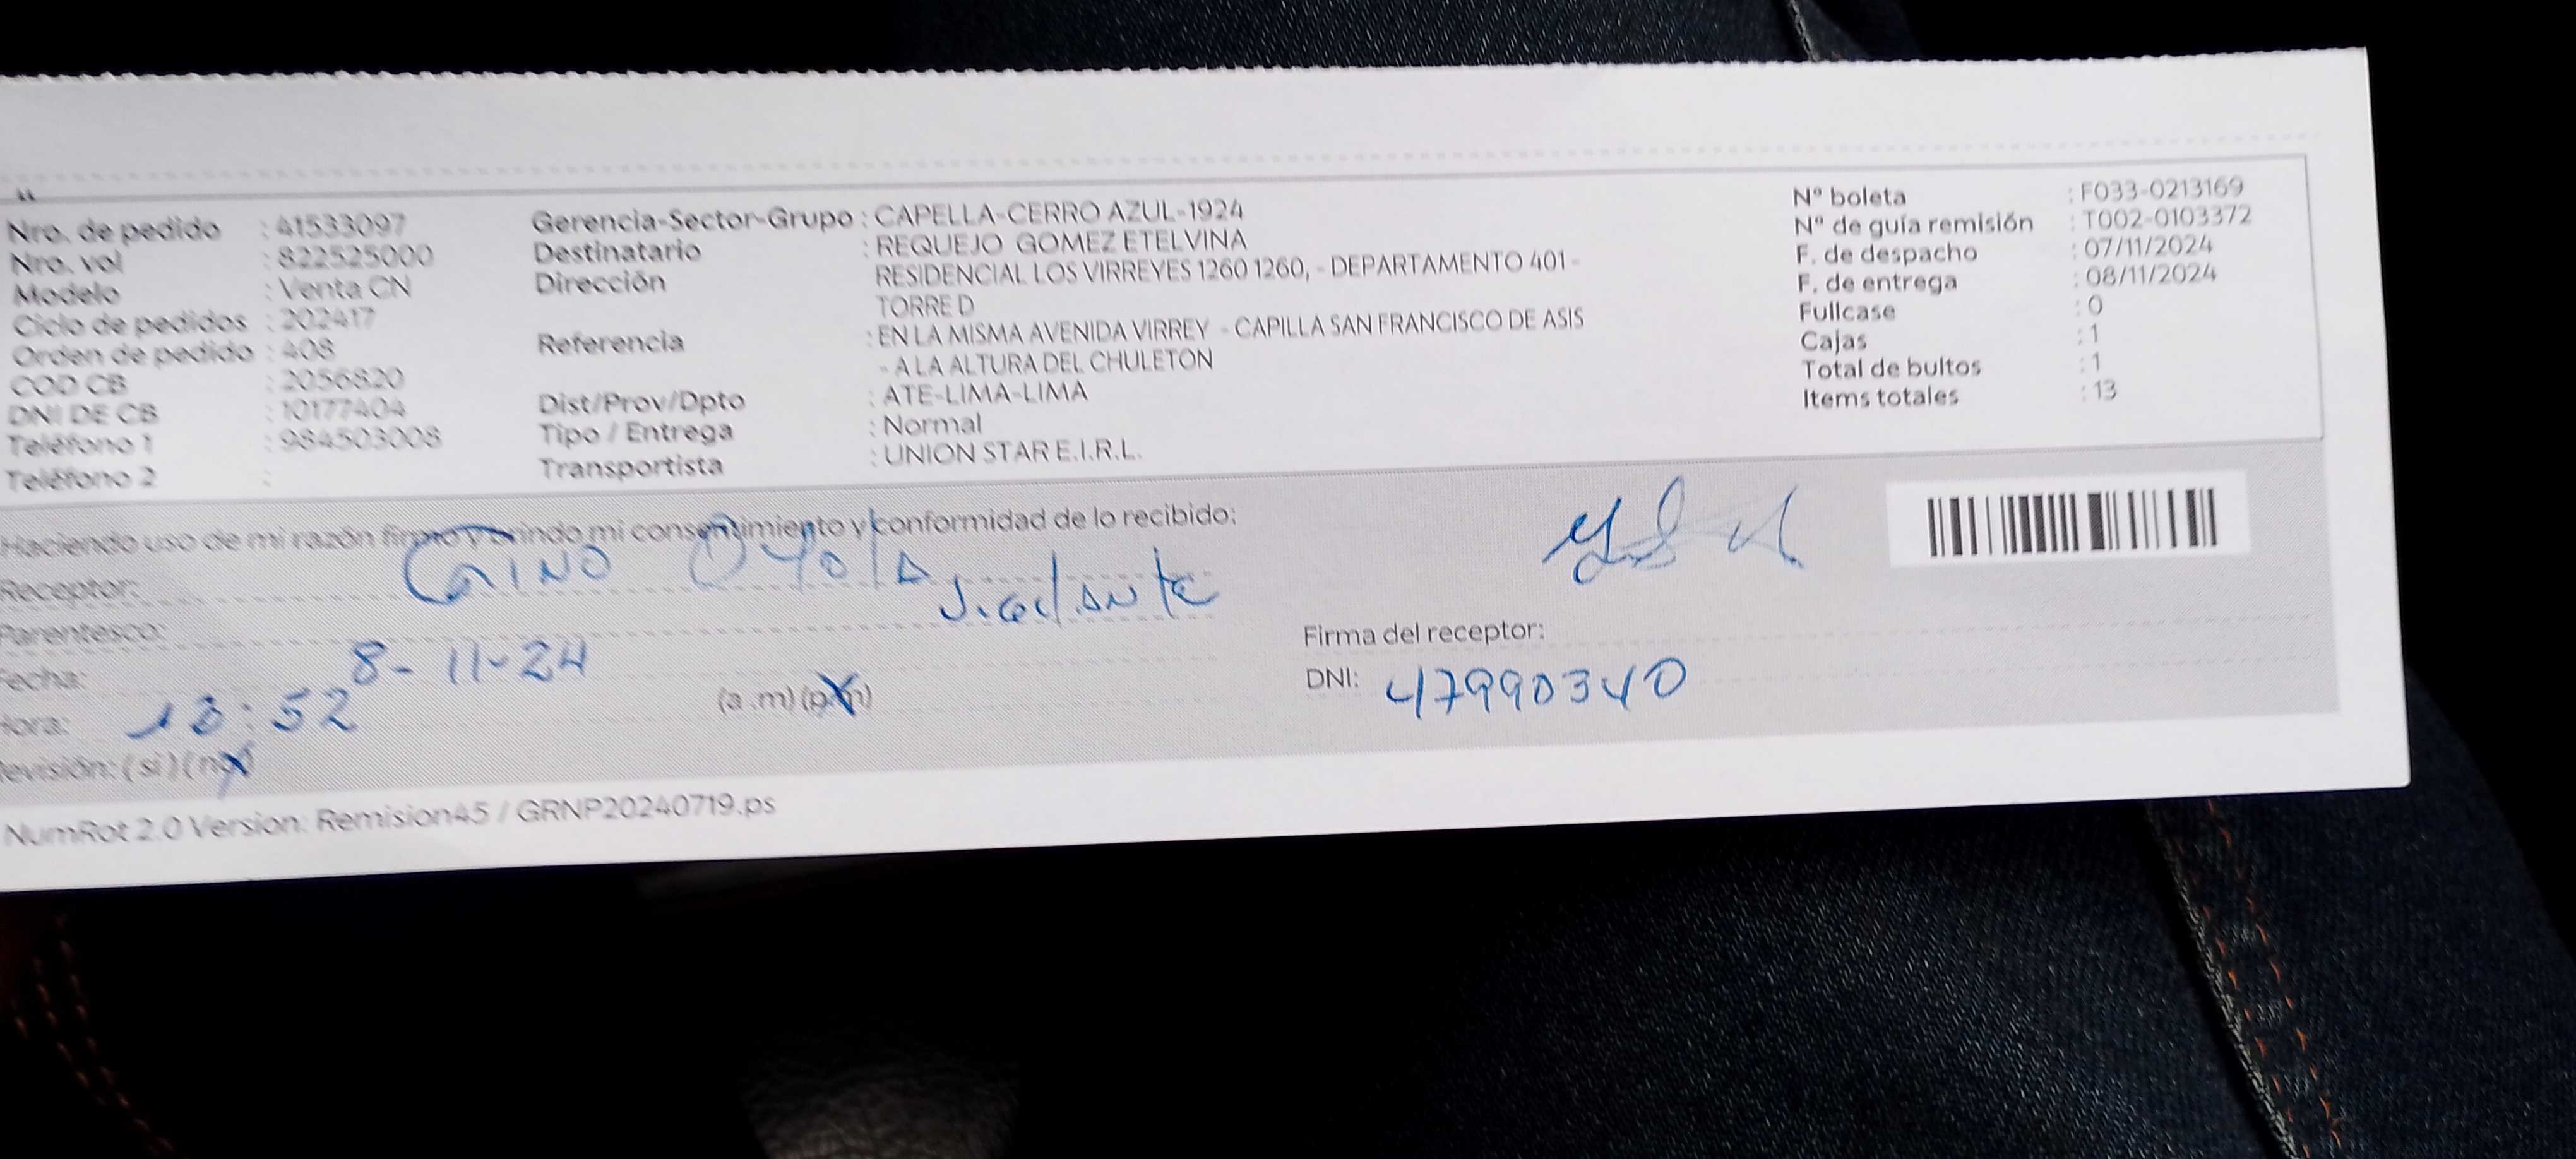 Nro. de pedido : 41533097
Nro. vol : 822525000
Modelo : Venta CN
Ciclo de pedidos : 202417
Orden de pedido : 408
COD CB : 2056820
DNI DE CB : 10177404
Teléfono 1 : 984503008
Teléfono 2 :
Gerencia-Sector-Grupo : CAPELLA-CERRO AZUL-1924
Destinatario : REQUEJO GOMEZ ETELVINA
Dirección RESIDENCIAL LOS VIRREYES 1260 1260, - DEPARTAMENTO 401 -
TORRE D
Referencia : EN LA MISMA AVENIDA VIRREY - CAPILLA SAN FRANCISCO DE ASIS
- A LA ALTURA DEL CHULETON
Dist/Prov/Dpto : ATE-LIMA-LIMA
Tipo / Entrega : Normal
Transportista : UNION STAR E.I.R.L.
N° boleta : F033-0213169
N° de guía remisión : T002-0103372
F. de despacho : 07/11/2024
F. de entrega : 08/11/2024
Fullcase : 0
Cajas : 1
Total de bultos : 1
Items totales : 13
Haciendo uso de mi razón firmo y brindo mi consentimiento y conformidad de lo recibido:
Receptor: Oyola
Parentesco: Vigilante
Fecha: 8-11-24
Hora: 13:52 (a.m) (p.m)
Revisión: (si) (no)
Firma del receptor:
DNI: 47990340
NumRot 2.0 Version: Remision45 / GRNP20240719.ps